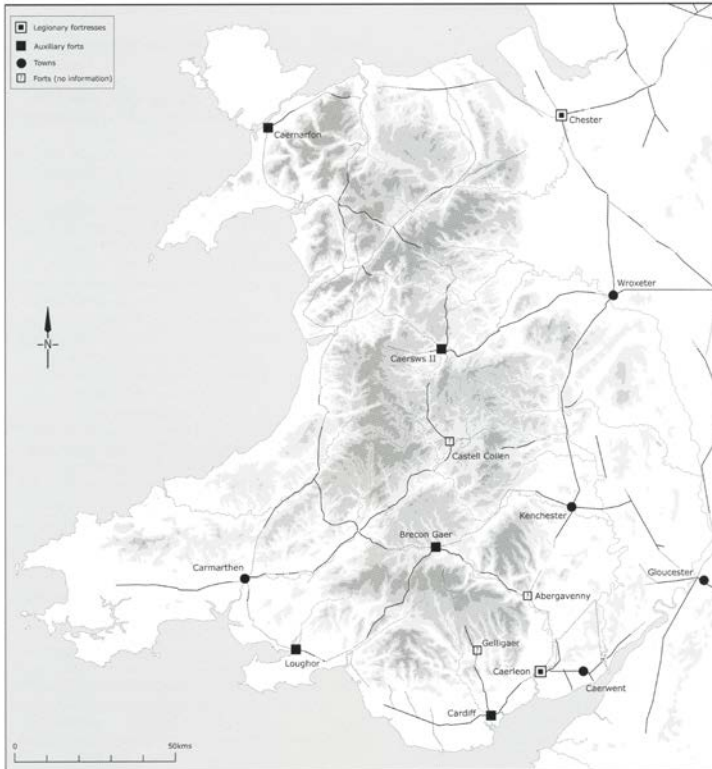 Legionary fortresses
Auxiliary forts
Towns
Forts (no information)
Caernarfon
Chester
Wroxeter
N
Caersws II
Castell Collen
Kenchester
Brecon Gaer
Carmarthen
Gloucester
Abergavenny
Gelligaer
Loughor
Caerleon
Caerwent
Cardiff
0
50kms